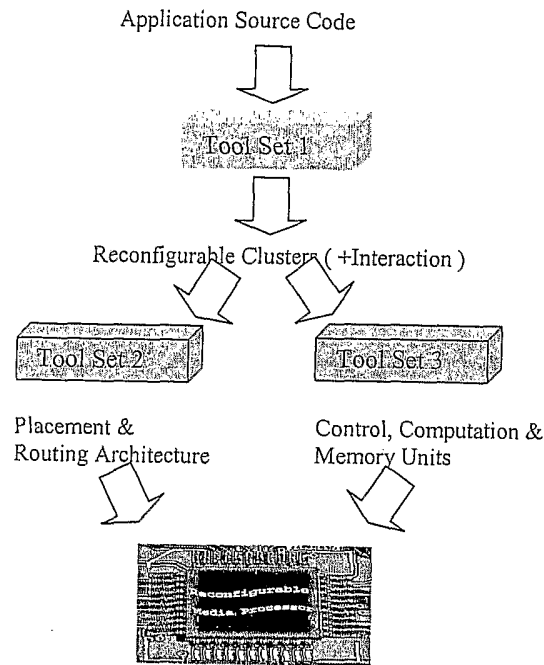 Application Source Code
Tool Set 1
Reconfigurable Clusters ( +Interaction )
Tool Set 2
Tool Set 3
Placement &
Routing Architecture
Control, Computation &
Memory Units
Reconfigurable
Media Processor